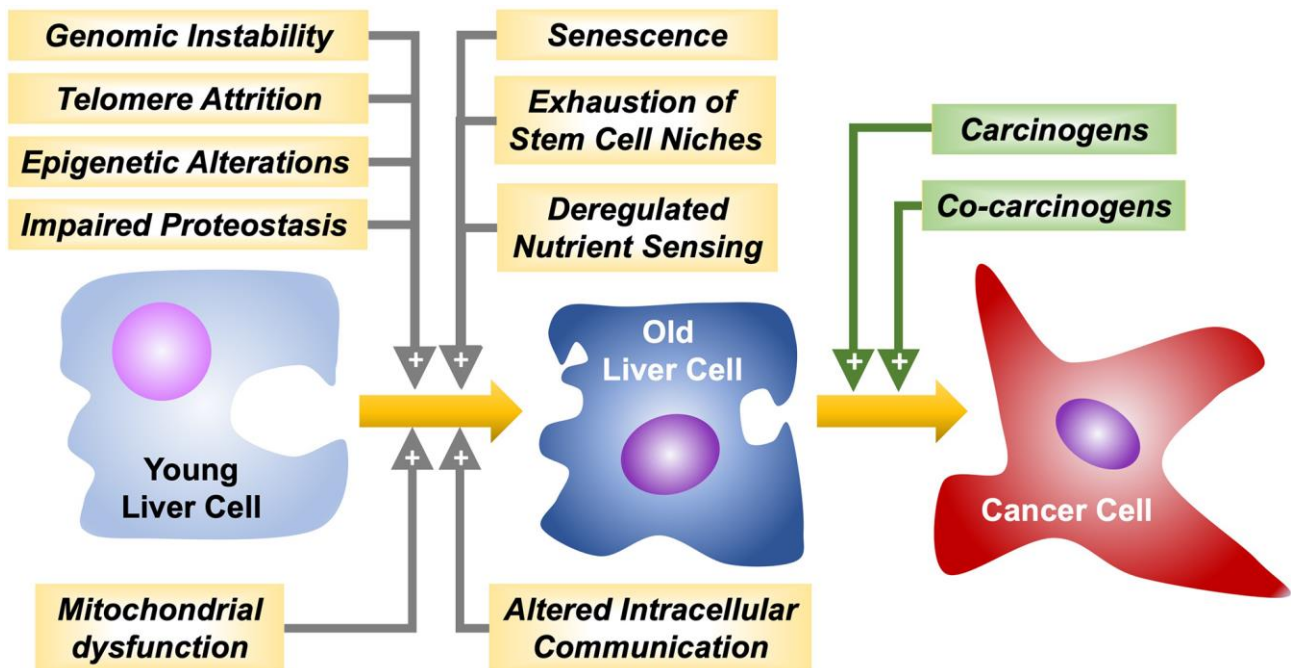 Genomic Instability
Telomere Attrition
Epigenetic Alterations
Impaired Proteostasis
Senescence
Exhaustion of
Stem Cell Niches
Deregulated
Nutrient Sensing
Carcinogens
Co-carcinogens
+
+
+
+
Young
Liver Cell
Old
Liver Cell
Cancer Cell
+
+
Mitochondrial
dysfunction
Altered Intracellular
Communication